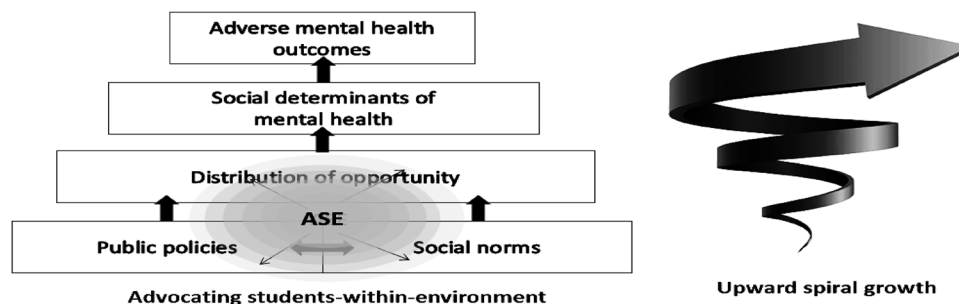 Adverse mental health
outcomes
Social determinants of
mental health
Distribution of opportunity
ASE
Public policies
Social norms
Advocating students-within-environment
Upward spiral growth